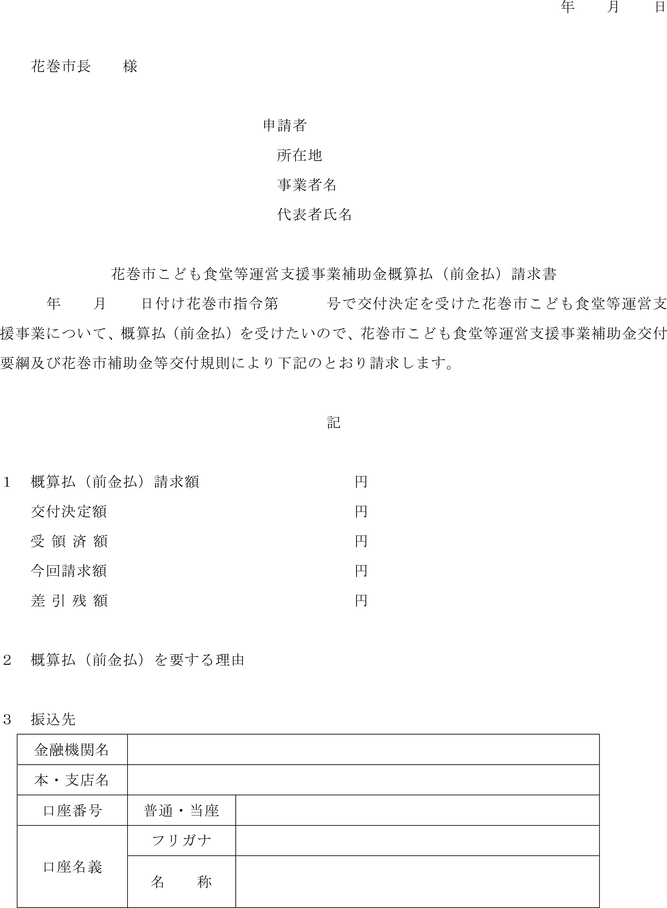 年　　月　　日
花巻市長　　様
申請者
所在地
事業者名
代表者氏名
花巻市こども食堂等運営支援事業補助金概算払（前金払）請求書
年　　月　　日付け花巻市指令第　　　号で交付決定を受けた花巻市こども食堂等運営支
援事業について、概算払（前金払）を受けたいので、花巻市こども食堂等運営支援事業補助金交付
要綱及び花巻市補助金等交付規則により下記のとおり請求します。
記
１　概算払（前金払）請求額　　　　　　　　　　円
交付決定額　　　　　　　　　　円
受 領 済 額　　　　　　　　　　円
今回請求額　　　　　　　　　　円
差 引 残 額　　　　　　　　　　円
２　概算払（前金払）を要する理由
３　振込先
金融機関名
本・支店名
口座番号　普通・当座
口座名義　フリガナ
名　　称